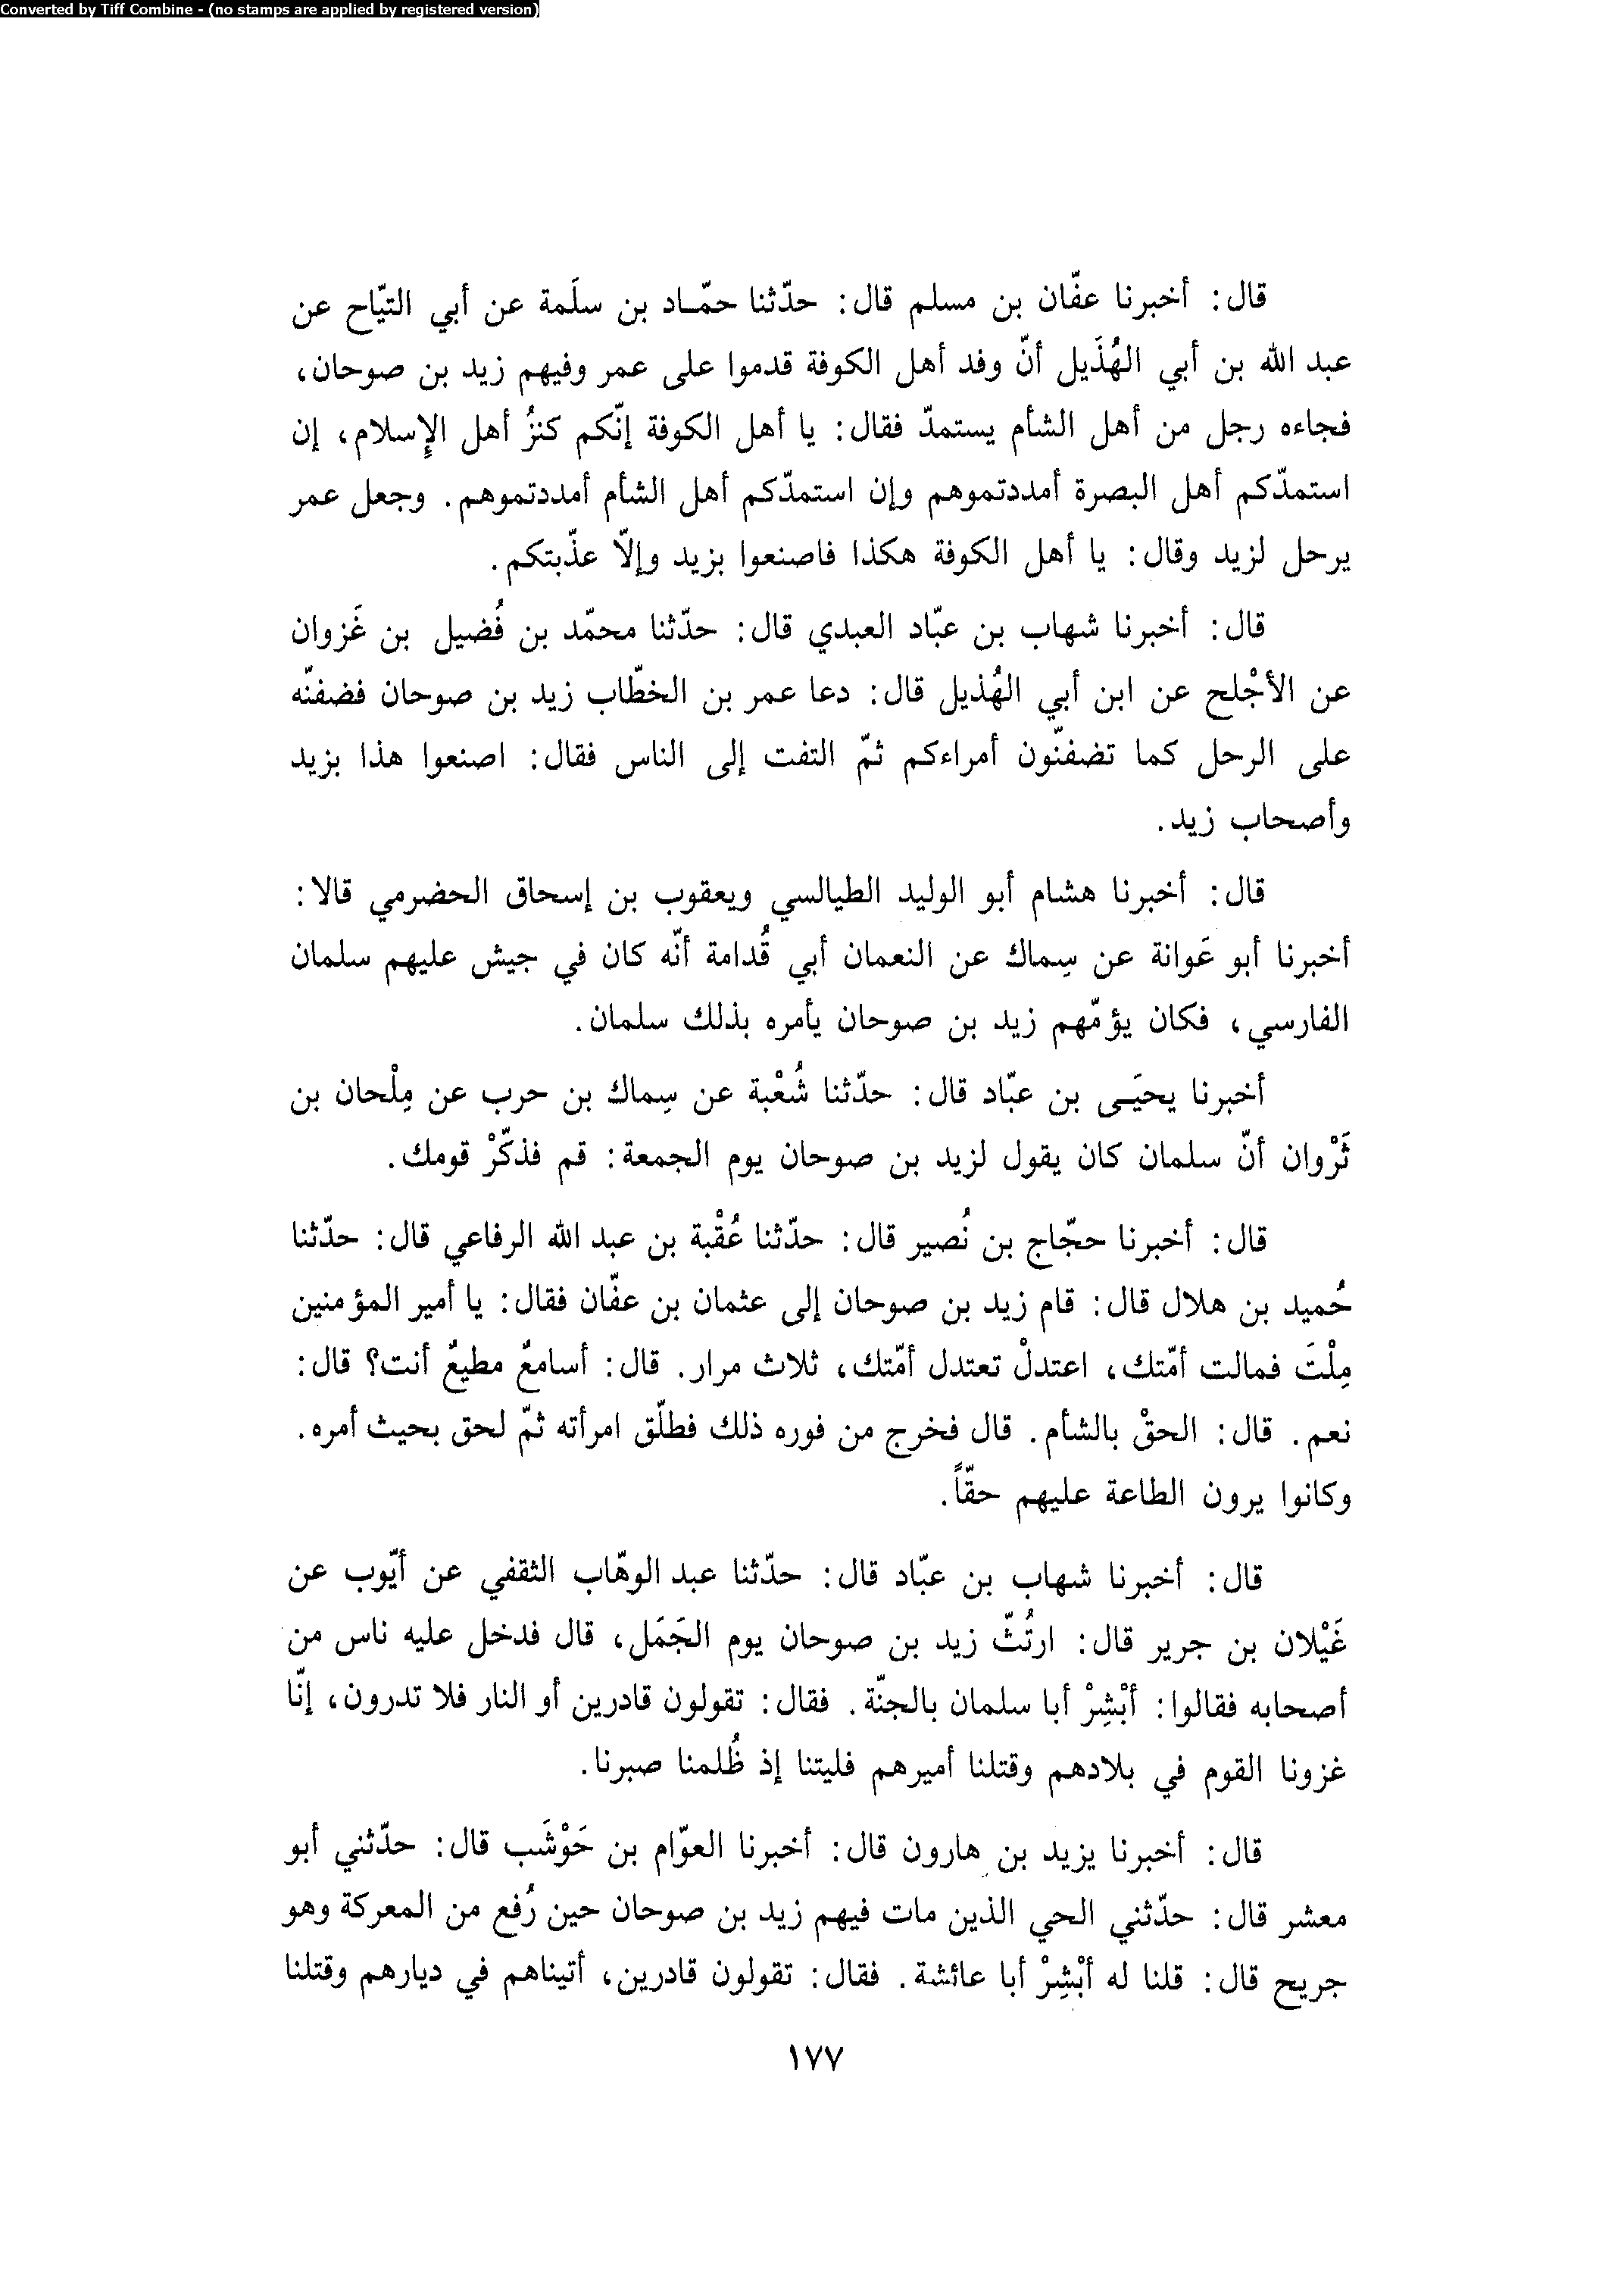 Converted by Tiff Combine - (no stamps are applied by registered version)
قال: أخبرنا عفّان بن مسلم قال: حدّثنا حمّـاد بن سلَمة عن أبي التيّاح عن
عبد الله بن أبي الهُذَيل أنّ وفد أهل الكوفة قدموا على عمر وفيهم زيد بن صوحان،
فجاءه رجل من أهل الشأم يستمدّ فقال: يا أهل الكوفة إنّكم كنزُ أهل الإسلام، إن
استمدّكم أهل البصرة أمددتموهم وإن استمدّكم أهل الشأم أمددتموهم. وجعل عمر
يرحل لزيد وقال: يا أهل الكوفة هكذا فاصنعوا بزيد وإلاّ عذّبتكم.
قال: أخبرنا شهاب بن عبّاد العبدي قال: حدّثنا محمّد بن فُضيل بن غَزوان
عن الأجْلح عن ابن أبي الهُذيل قال: دعا عمر بن الخطّاب زيد بن صوحان فضفنّه
على الرحل كما تضفنّون أمراءكم ثمّ التفت إلى الناس فقال: اصنعوا هذا بزيد
وأصحاب زيد.
قال: أخبرنا هشام أبو الوليد الطيالسي ويعقوب بن إسحاق الحضرمي قالا:
أخبرنا أبو عَوانة عن سِماك عن النعمان أبي قُدامة أنّه كان في جيش عليهم سلمان
الفارسي، فكان يؤمّهم زيد بن صوحان يأمره بذلك سلمان.
أخبرنا يحيَـى بن عبّاد قال: حدّثنا شُعْبة عن سِماك بن حرب عن مِلْحان بن
ثَرْوان أنّ سلمان كان يقول لزيد بن صوحان يوم الجمعة: قم فذكّرْ قومك.
قال: أخبرنا حجّاج بن نُصير قال: حدّثنا عُقْبة بن عبد الله الرفاعي قال: حدّثنا
حُميد بن هلال قال: قام زيد بن صوحان إلى عثمان بن عفّان فقال: يا أمير المؤمنين
مِلْتَ فمالت أمّتك، اعتدلْ تعتدل أمّتك، ثلاث مرار. قال: أسامعٌ مطيعٌ أنت؟ قال:
نعم. قال: الحقْ بالشأم. قال فخرج من فوره ذلك فطلّق امرأته ثمّ لحق بحيث أمره.
وكانوا يرون الطاعة عليهم حقّاً.
قال: أخبرنا شهاب بن عبّاد قال: حدّثنا عبد الوهّاب الثقفي عن أيّوب عن
غَيْلان بن جرير قال: ارتُثّ زيد بن صوحان يوم الجَمَل، قال فدخل عليه ناس من
أصحابه فقالوا: أبْشِرْ أبا سلمان بالجنّة. فقال: تقولون قادرين أو النار فلا تدرون، إنّا
غزونا القوم في بلادهم وقتلنا أميرهم فليتنا إذ ظُلمنا صبرنا.
قال: أخبرنا يزيد بن هارون قال: أخبرنا العوّام بن حَوْشَب قال: حدّثني أبو
معشر قال: حدّثني الحي الذين مات فيهم زيد بن صوحان حين رُفع من المعركة وهو
جريح قال: قلنا له أبْشِرْ أبا عائشة. فقال: تقولون قادرين، أتيناهم في ديارهم وقتلنا
١٧٧